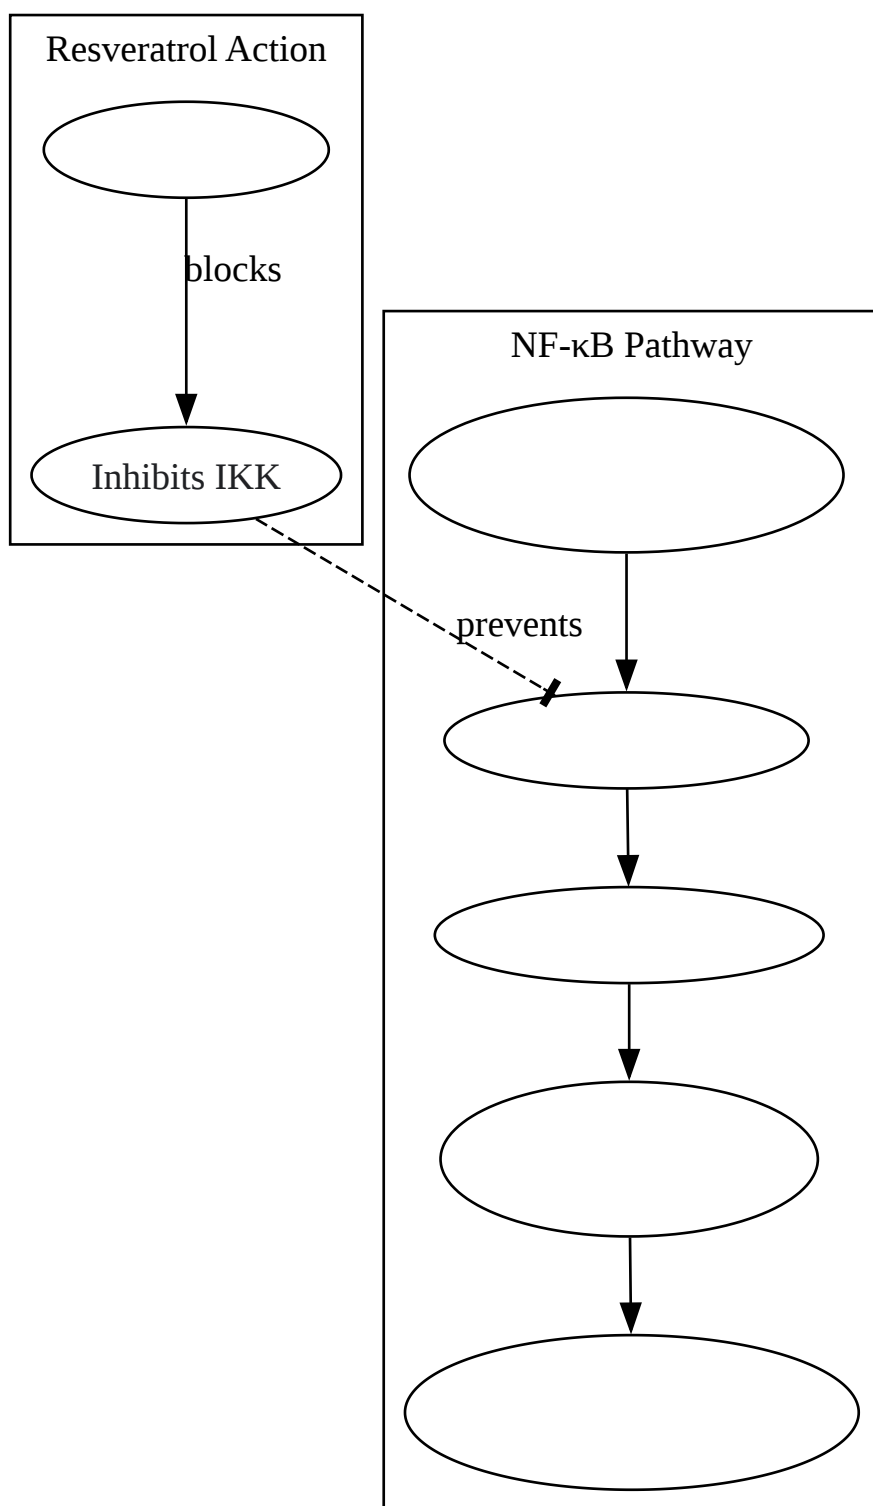 Resveratrol Action
blocks
Inhibits IKK
NF-κB Pathway
prevents